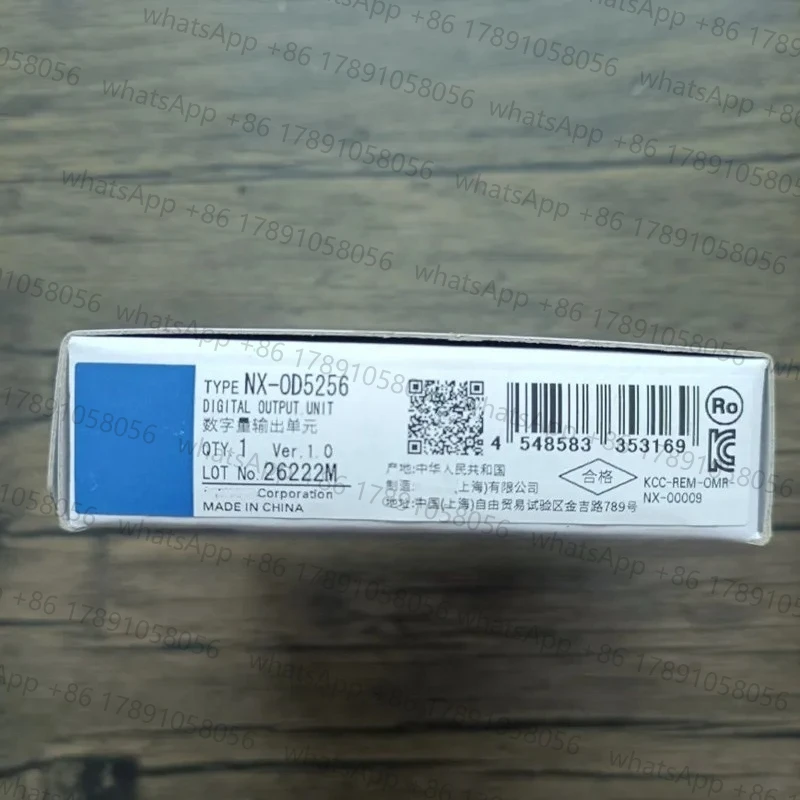 whatsApp +86 17891058056
TYPE NX-OD5256
DIGITAL OUTPUT UNIT
数字量输出单元
QTY. 1 Ver.1.0
LOT No. 26222M
Corporation
MADE IN CHINA
4 548583 353169
产地:中华人民共和国
制造: 上海)有限公司
地址:中国(上海)自由贸易试验区金吉路789号
合格
Ro
KCC-REM-OMR-
NX-00009